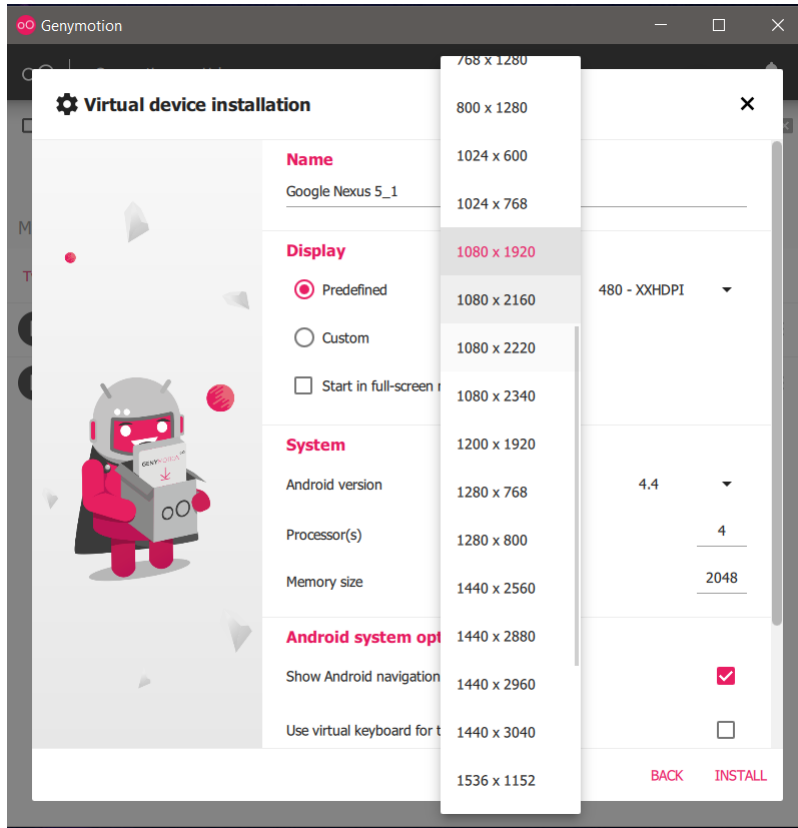 Genymotion
Virtual device installation
Name
Google Nexus 5_1
Display
Predefined
480 - XXHDPI
Custom
Start in full-screen
System
Android version
4.4
Processor(s)
4
Memory size
2048
Android system opt
Show Android navigation
Use virtual keyboard for t
768 x 1280
800 x 1280
1024 x 600
1024 x 768
1080 x 1920
1080 x 2160
1080 x 2220
1080 x 2340
1200 x 1920
1280 x 768
1280 x 800
1440 x 2560
1440 x 2880
1440 x 2960
1440 x 3040
1536 x 1152
BACK
INSTALL